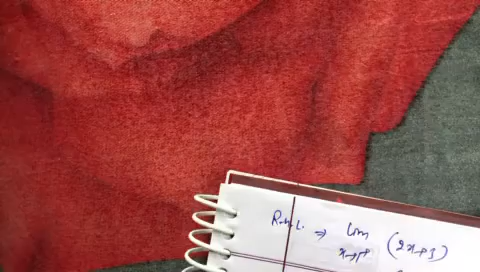 R.H.L. ⇒ lim (2x+3)
x→1⁺